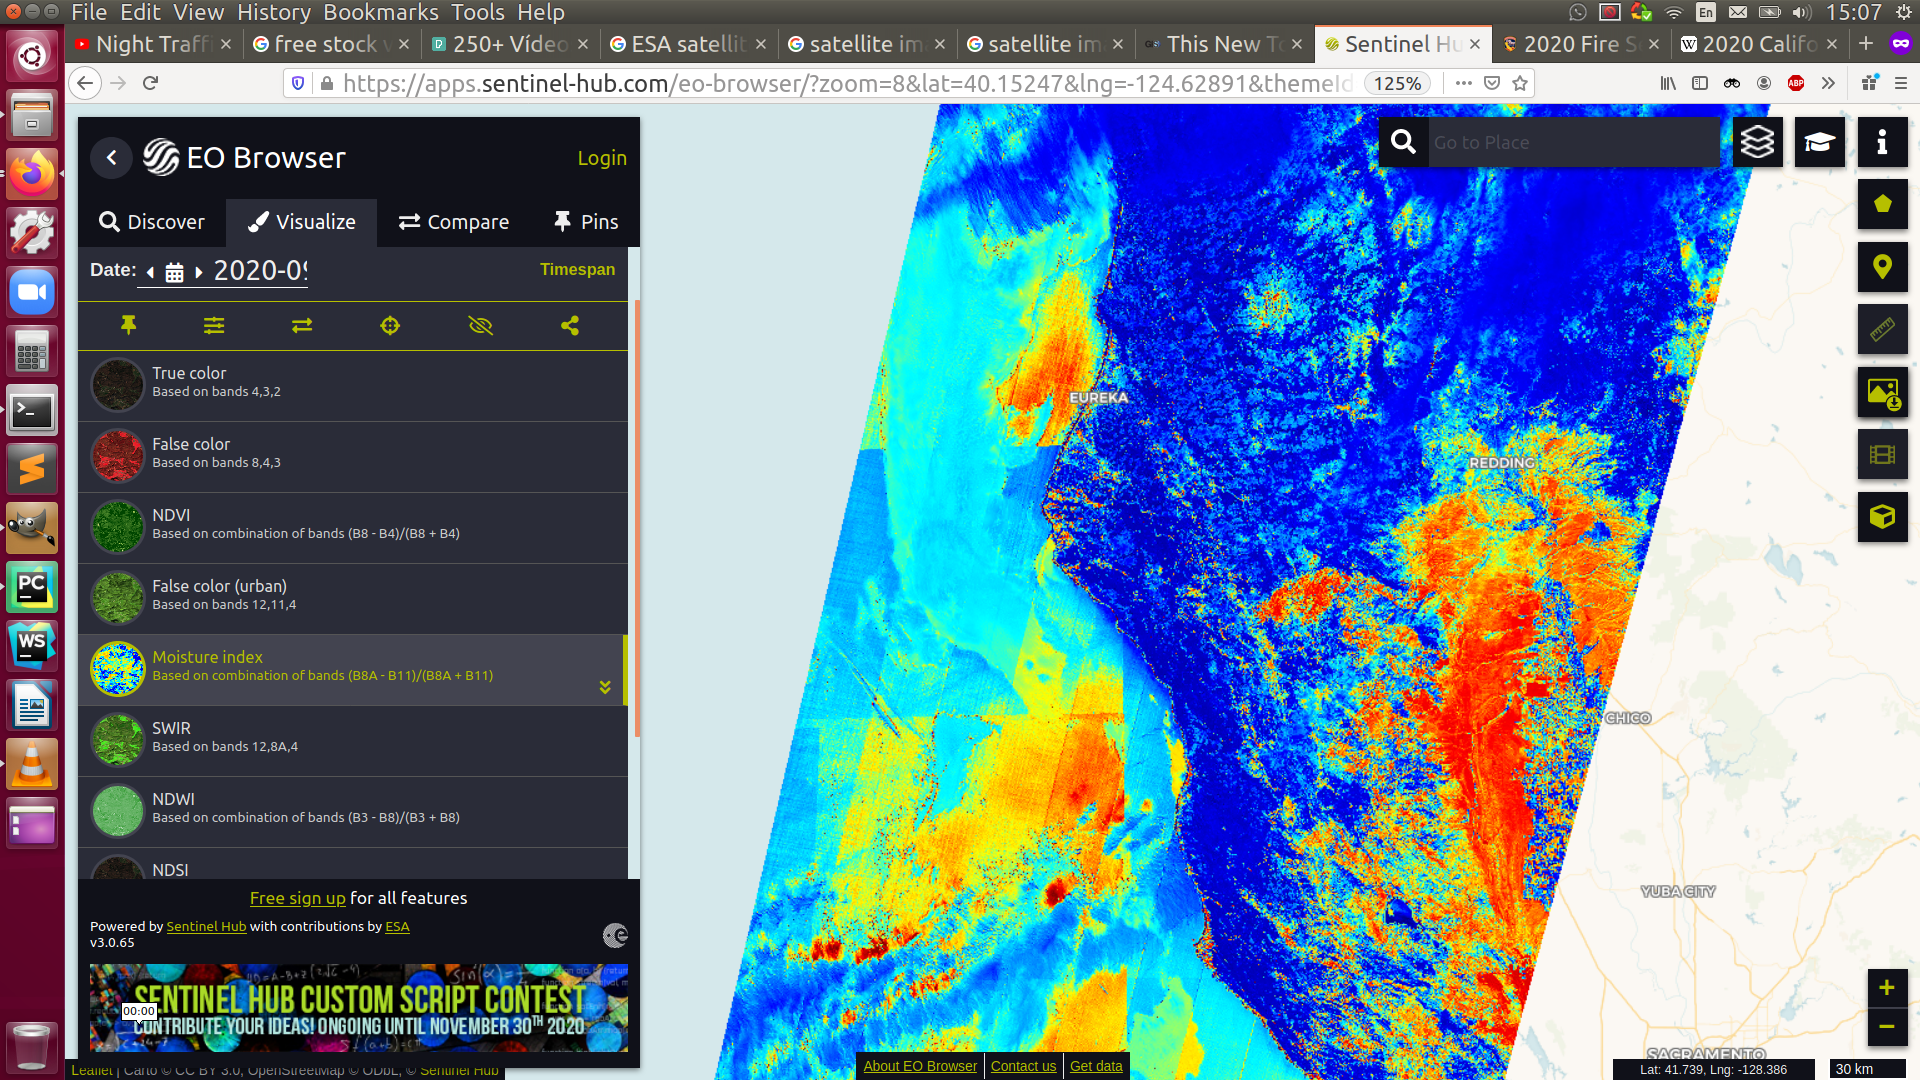 File Edit View History Bookmarks Tools Help
En
15:07
Night Traffi
free stock v
250+ Vídeo
ESA satellit
satellite im
satellite im
This New To
Sentinel Hu
2020 Fire S
2020 Califo
https://apps.sentinel-hub.com/eo-browser/?zoom=8&lat=40.15247&lng=-124.62891&themeId
125%
ABP
EO Browser
Login
Discover
Visualize
Compare
Pins
Date:
2020-09
Timespan
True color
Based on bands 4,3,2
False color
Based on bands 8,4,3
NDVI
Based on combination of bands (B8 - B4)/(B8 + B4)
False color (urban)
Based on bands 12,11,4
Moisture index
Based on combination of bands (B8A - B11)/(B8A + B11)
SWIR
Based on bands 12,8A,4
NDWI
Based on combination of bands (B3 - B8)/(B3 + B8)
NDSI
Free sign up for all features
Powered by Sentinel Hub with contributions by ESA
v3.0.65
SENTINEL HUB CUSTOM SCRIPT CONTEST
00:00
CONTRIBUTE YOUR IDEAS! ONGOING UNTIL NOVEMBER 30TH 2020
Leaflet | Carto © CC BY 3.0, OpenStreetMap © ODbL, © Sentinel Hub
PC
WS
Go to Place
EUREKA
REDDING
CHICO
YUBA CITY
SACRAMENTO
About EO Browser
Contact us
Get data
Lat: 41.739, Lng: -128.386
30 km